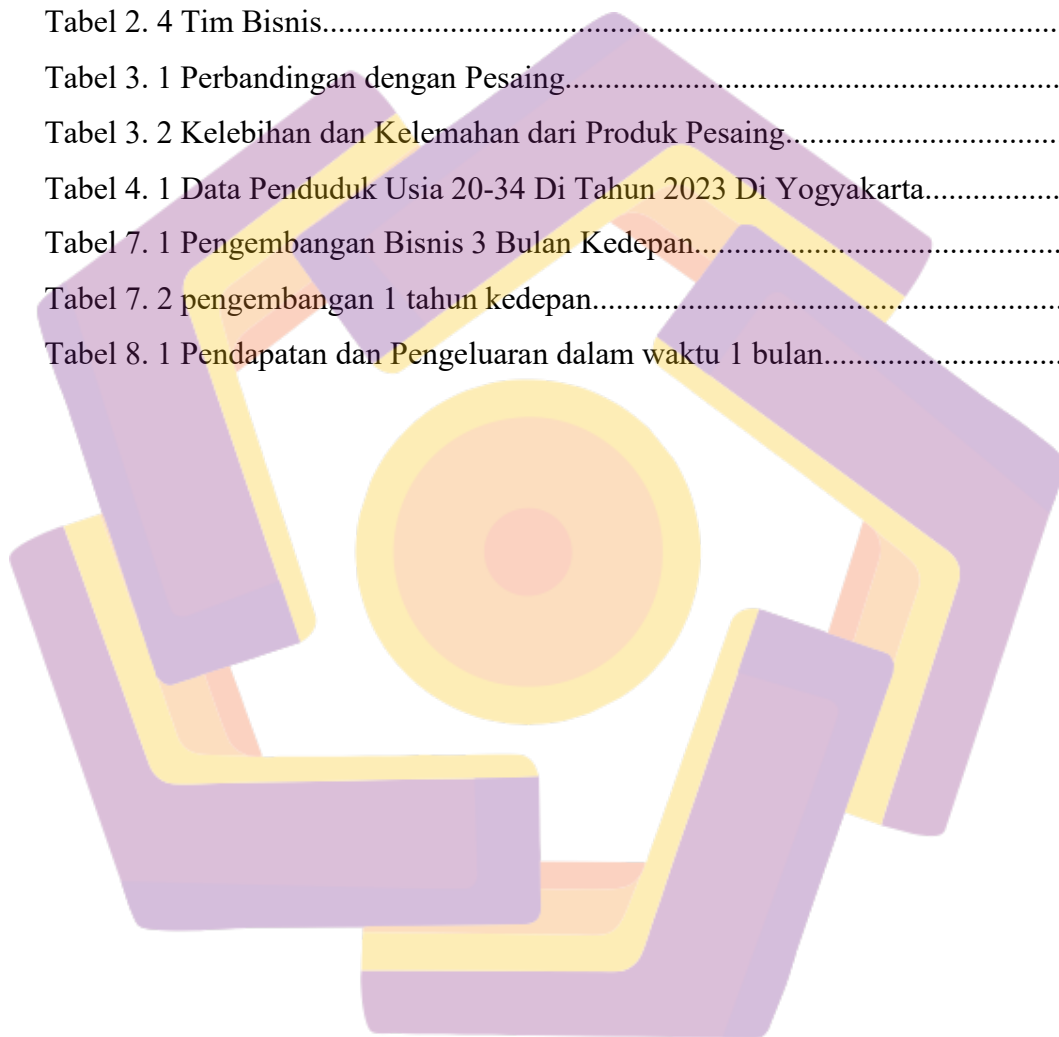 Tabel 2. 4 Tim Bisnis............................................................................................
Tabel 3. 1 Perbandingan dengan Pesaing..............................................................
Tabel 3. 2 Kelebihan dan Kelemahan dari Produk Pesaing..................................
Tabel 4. 1 Data Penduduk Usia 20-34 Di Tahun 2023 Di Yogyakarta.................
Tabel 7. 1 Pengembangan Bisnis 3 Bulan Kedepan..............................................
Tabel 7. 2 pengembangan 1 tahun kedepan...........................................................
Tabel 8. 1 Pendapatan dan Pengeluaran dalam waktu 1 bulan..............................